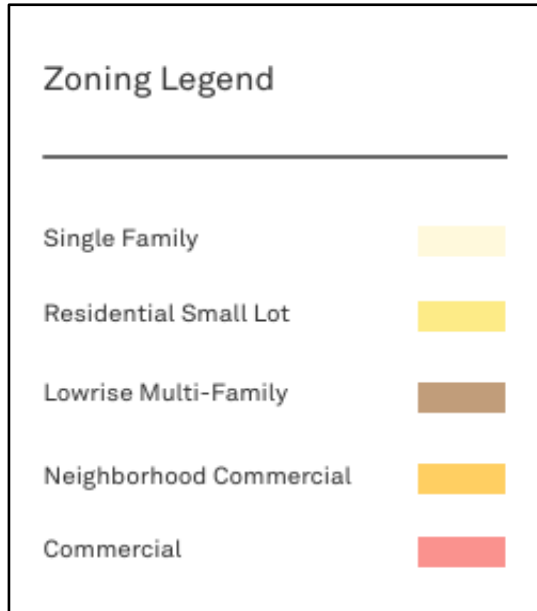 Zoning Legend
Single Family
Residential Small Lot
Lowrise Multi-Family
Neighborhood Commercial
Commercial